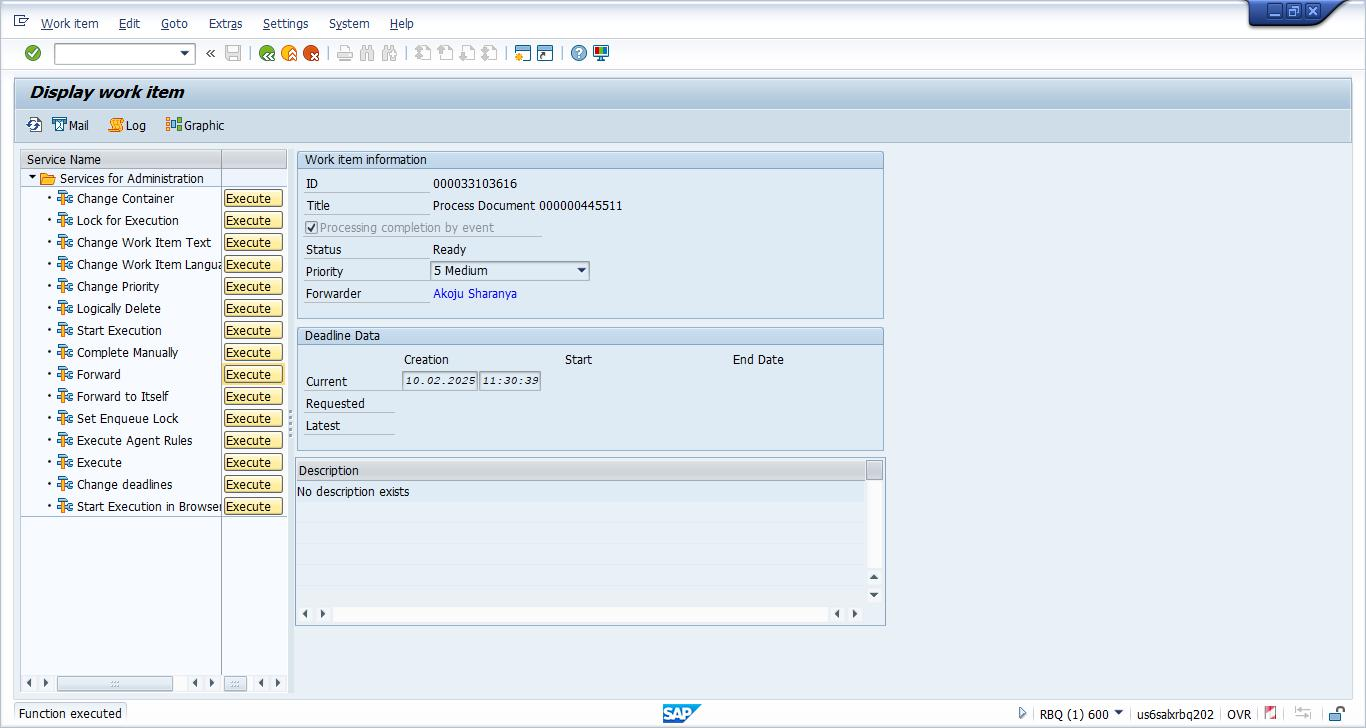 Work item Edit Goto Extras Settings System Help
Display work item
Mail Log Graphic
Service Name
Services for Administration
Change Container Execute
Lock for Execution Execute
Change Work Item Text Execute
Change Work Item Langua Execute
Change Priority Execute
Logically Delete Execute
Start Execution Execute
Complete Manually Execute
Forward Execute
Forward to Itself Execute
Set Enqueue Lock Execute
Execute Agent Rules Execute
Execute Execute
Change deadlines Execute
Start Execution in Browser Execute
Work item information
ID 000033103616
Title Process Document 000000445511
Processing completion by event
Status Ready
Priority 5 Medium
Forwarder Akoju Sharanya
Deadline Data
Creation Start End Date
Current 10.02.2025 11:30:39
Requested
Latest
Description
No description exists
Function executed SAP RBQ (1) 600 us6salxrbq202 OVR